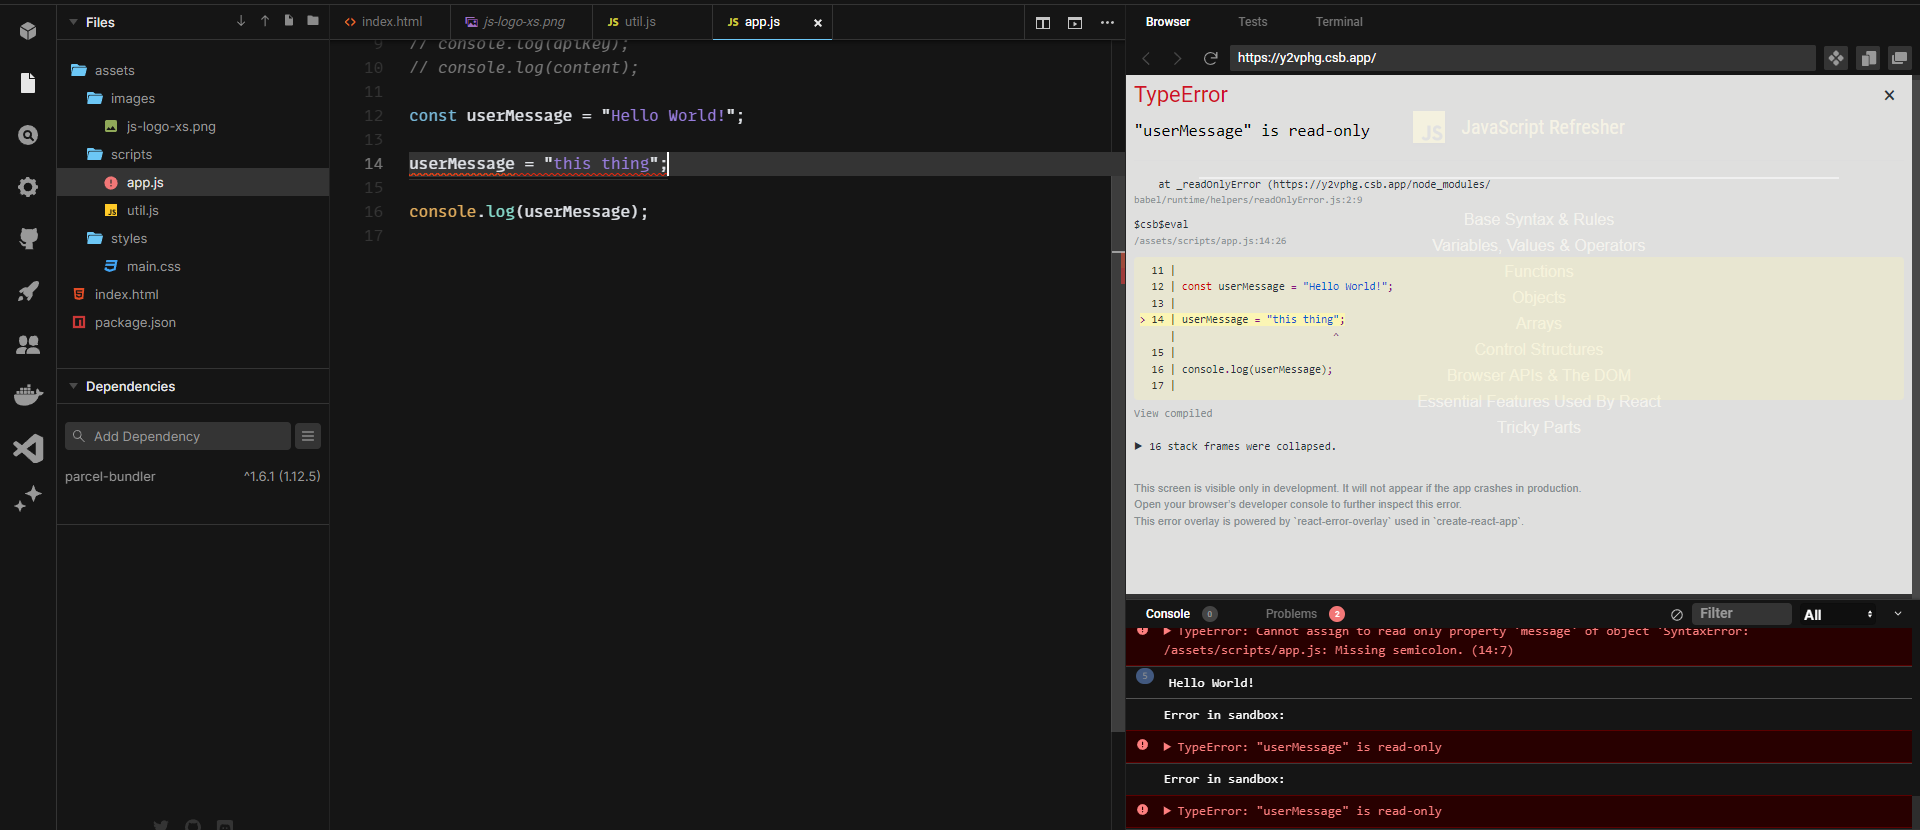 Files
index.html
js-logo-xs.png
util.js
app.js
Browser
Tests
Terminal
https://y2vphg.csb.app/
assets
images
js-logo-xs.png
scripts
app.js
util.js
styles
main.css
index.html
package.json
Dependencies
Add Dependency
parcel-bundler
^1.6.1 (1.12.5)
9 // console.log(apiKey);
10 // console.log(content);
11
12 const userMessage = "Hello World!";
13
14 userMessage = "this thing";
15
16 console.log(userMessage);
17
TypeError
"userMessage" is read-only
JS JavaScript Refresher
at _readOnlyError (https://y2vphg.csb.app/node_modules/
babel/runtime/helpers/readOnlyError.js:2:9
$csb$eval
/assets/scripts/app.js:14:26
Base Syntax & Rules
Variables, Values & Operators
Functions
Objects
Arrays
Control Structures
Browser APIs & The DOM
Essential Features Used By React
Tricky Parts
11 |
12 | const userMessage = "Hello World!";
13 |
> 14 | userMessage = "this thing";
| ^
15 |
16 | console.log(userMessage);
17 |
View compiled
▶ 16 stack frames were collapsed.
This screen is visible only in development. It will not appear if the app crashes in production.
Open your browser's developer console to further inspect this error.
This error overlay is powered by `react-error-overlay` used in `create-react-app`.
Console 0
Problems 2
Filter
All
▶ TypeError: Cannot assign to read only property 'message' of object 'SyntaxError:
/assets/scripts/app.js: Missing semicolon. (14:7)
5 Hello World!
Error in sandbox:
▶ TypeError: "userMessage" is read-only
Error in sandbox:
▶ TypeError: "userMessage" is read-only